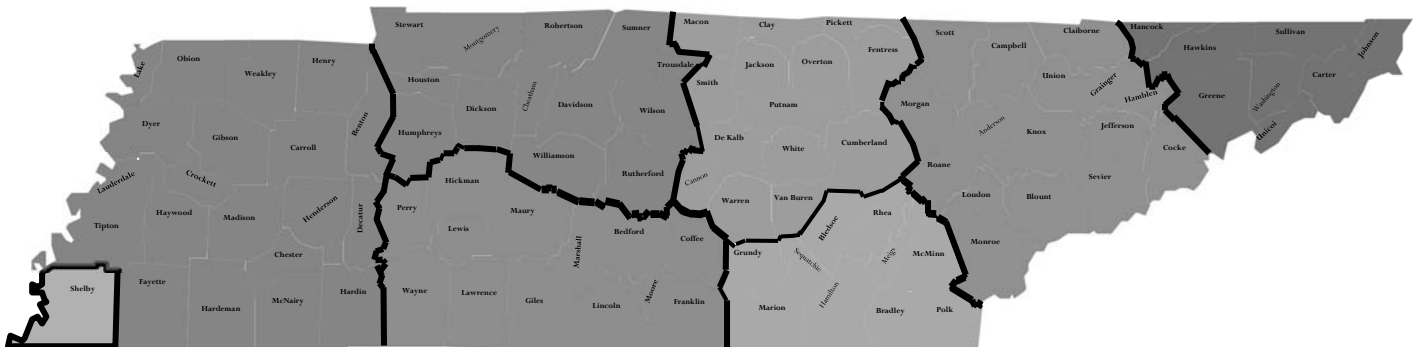 Stewart
Montgomery
Robertson
Sumner
Macon
Clay
Pickett
Scott
Claiborne
Hancock
Sullivan
Johnson
Lake
Obion
Weakley
Henry
Houston
Cheatham
Trousdale
Smith
Jackson
Overton
Fentress
Campbell
Union
Grainger
Hawkins
Carter
Dyer
Gibson
Carroll
Benton
Humphreys
Dickson
Davidson
Wilson
Putnam
Morgan
Anderson
Knox
Hamblen
Jefferson
Greene
Washington
Unicoi
Lauderdale
Crockett
Henderson
Decatur
Hickman
Williamson
Rutherford
Cannon
De Kalb
White
Cumberland
Roane
Loudon
Blount
Sevier
Cocke
Tipton
Haywood
Madison
Chester
Perry
Lewis
Maury
Marshall
Bedford
Coffee
Warren
Van Buren
Bledsoe
Rhea
Meigs
McMinn
Monroe
Shelby
Fayette
Hardeman
McNairy
Hardin
Wayne
Lawrence
Giles
Lincoln
Moore
Franklin
Grundy
Sequatchie
Marion
Hamilton
Bradley
Polk